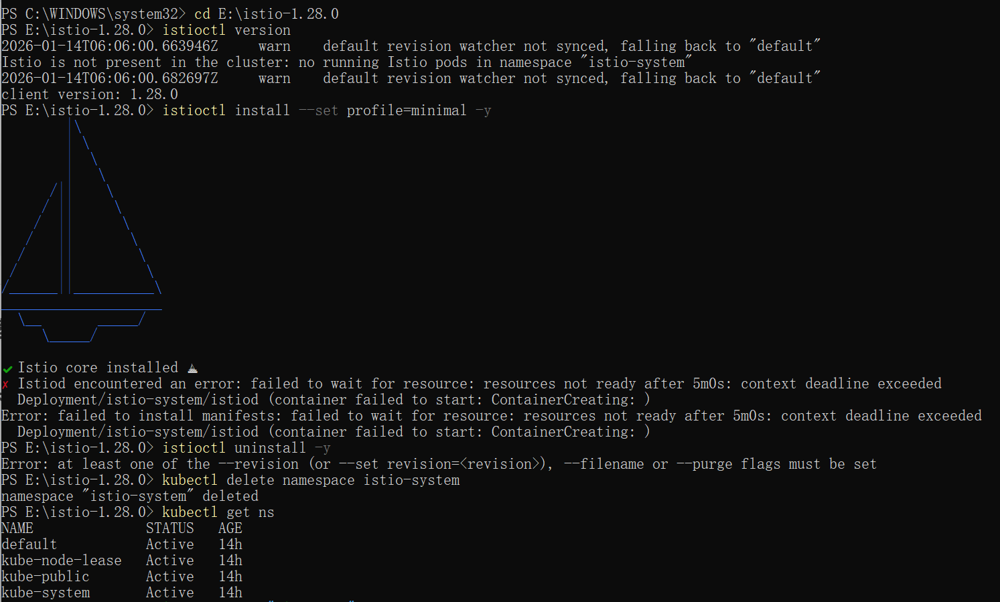 PS C:\WINDOWS\system32> cd E:\istio-1.28.0
PS E:\istio-1.28.0> istioctl version
2026-01-14T06:06:00.663946Z     warn    default revision watcher not synced, falling back to "default"
Istio is not present in the cluster: no running Istio pods in namespace "istio-system"
2026-01-14T06:06:00.682697Z     warn    default revision watcher not synced, falling back to "default"
client version: 1.28.0
PS E:\istio-1.28.0> istioctl install --set profile=minimal -y
✔ Istio core installed ⛵
✘ Istiod encountered an error: failed to wait for resource: resources not ready after 5m0s: context deadline exceeded
  Deployment/istio-system/istiod (container failed to start: ContainerCreating: )
Error: failed to install manifests: failed to wait for resource: resources not ready after 5m0s: context deadline exceeded
  Deployment/istio-system/istiod (container failed to start: ContainerCreating: )
PS E:\istio-1.28.0> istioctl uninstall -y
Error: at least one of the --revision (or --set revision=<revision>), --filename or --purge flags must be set
PS E:\istio-1.28.0> kubectl delete namespace istio-system
namespace "istio-system" deleted
PS E:\istio-1.28.0> kubectl get ns
NAME              STATUS   AGE
default           Active   14h
kube-node-lease   Active   14h
kube-public       Active   14h
kube-system       Active   14h